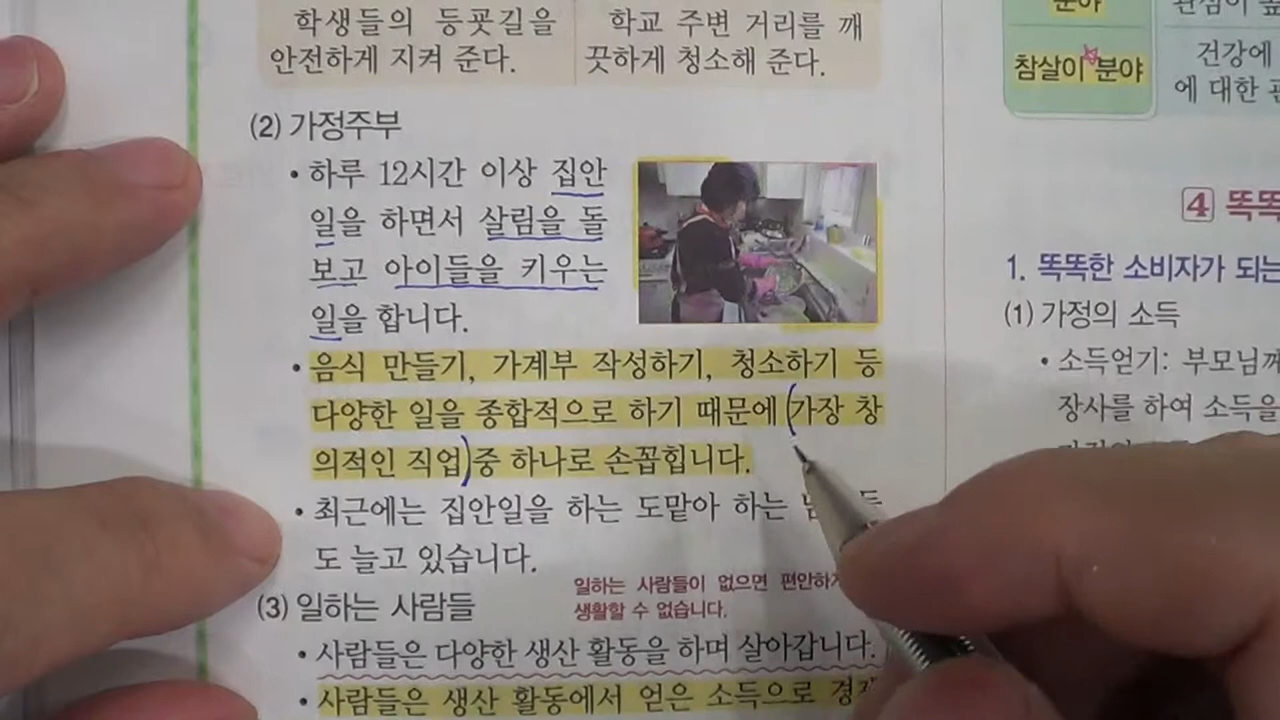 학생들의 등굣길을
안전하게 지켜 준다.
학교 주변 거리를 깨
끗하게 청소해 준다.
(2) 가정주부
• 하루 12시간 이상 집안
일을 하면서 살림을 돌
보고 아이들을 키우는
일을 합니다.
• 음식 만들기, 가계부 작성하기, 청소하기 등
다양한 일을 종합적으로 하기 때문에 (가장 창
의적인 직업) 중 하나로 손꼽힙니다.
• 최근에는 집안일을 하는 도맡아 하는
도 늘고 있습니다.
일하는 사람들이 없으면 편안하게
생활할 수 없습니다.
(3) 일하는 사람들
• 사람들은 다양한 생산 활동을 하며 살아갑니다.
• 사람들은 생산 활동에서 얻은 소득으로
분야
참살이 분야
건강에
에 대한
4 똑똑
1. 똑똑한 소비자가 되는
(1) 가정의 소득
• 소득얻기: 부모님께
장사를 하여 소득을